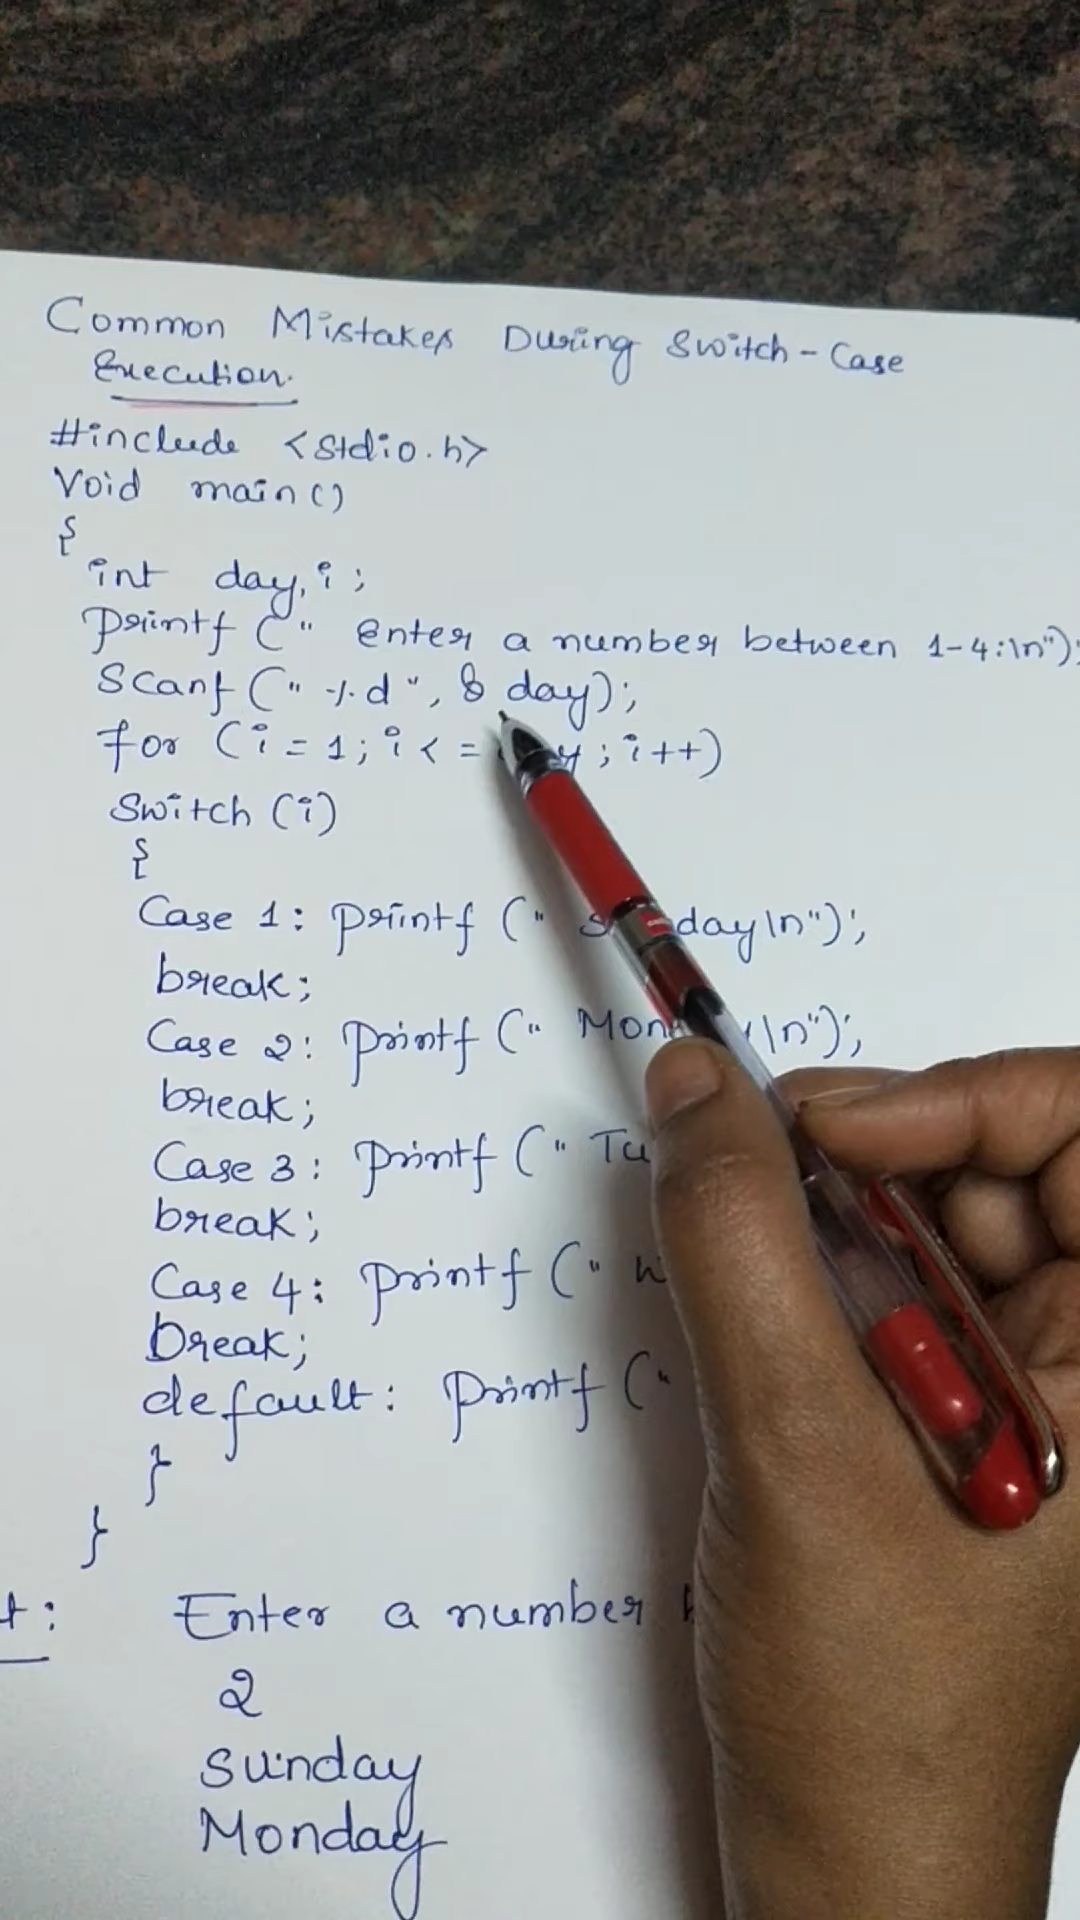 Common Mistakes During Switch-Case
Execution.
#include <stdio.h>
Void main()
{
int day, i;
printf (" enter a number between 1-4:\n");
Scanf (" %d ", & day);
for (i = 1; i < = ; i++)
Switch (i)
{
Case 1: printf (" \n");
break;
Case 2: printf (" \n");
break;
Case 3: printf ("
break;
Case 4: printf ("
break;
default: printf ("
}
}
Enter a number
2
Sunday
Monday